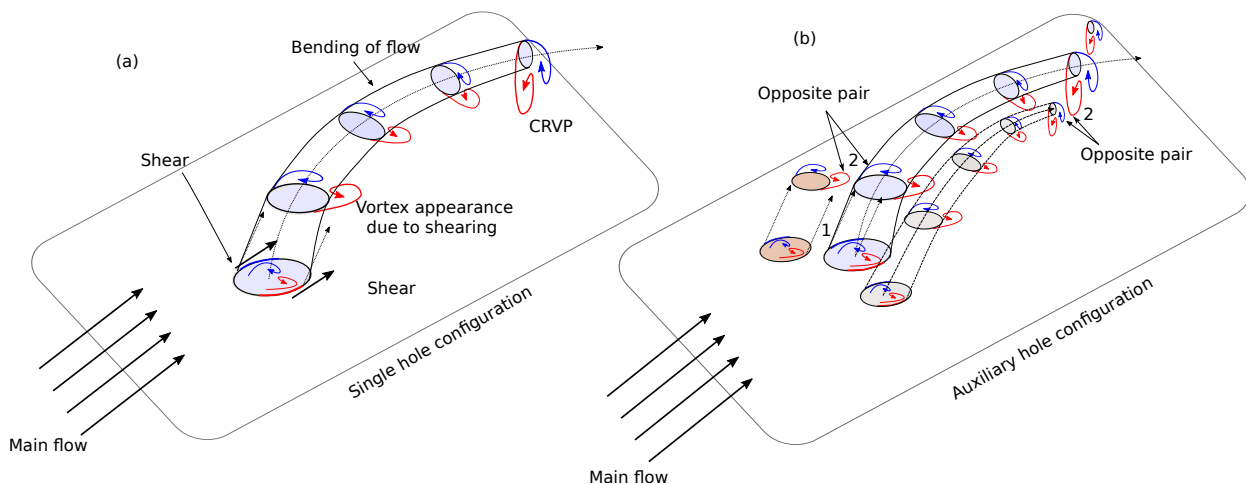 (a)
Bending of flow
Shear
CRVP
Vortex appearance
due to shearing
Shear
Main flow
Single hole configuration
(b)
Opposite pair
2
1
2
Opposite pair
Main flow
Auxiliary hole configuration